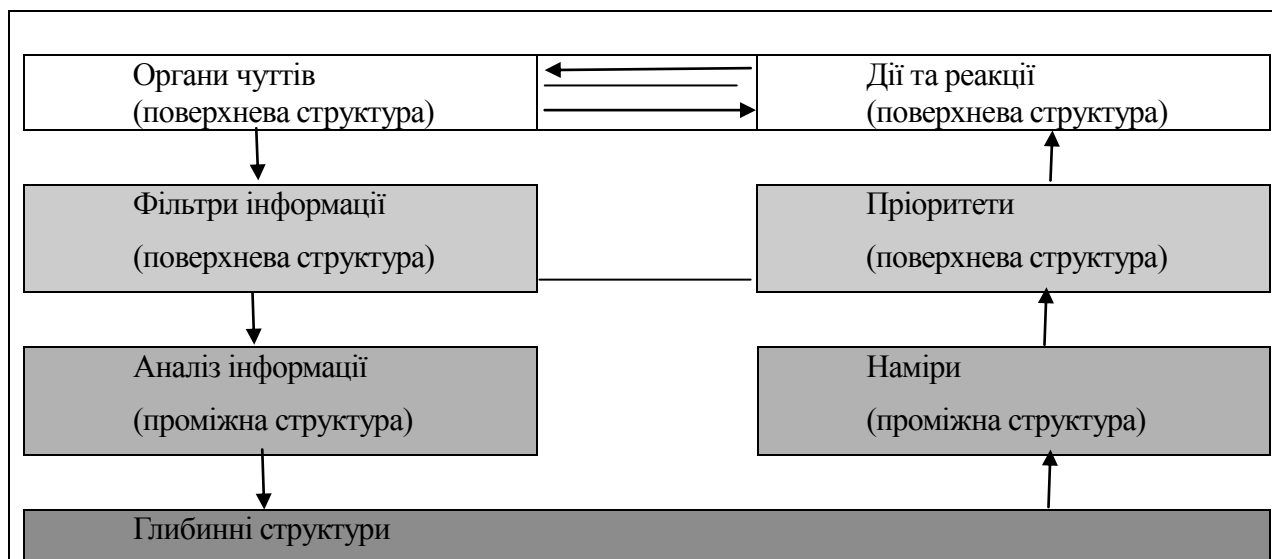 Органи чуттів
(поверхнева структура)
Дії та реакції
(поверхнева структура)
Фільтри інформації
(поверхнева структура)
Пріоритети
(поверхнева структура)
Аналіз інформації
(проміжна структура)
Наміри
(проміжна структура)
Глибинні структури